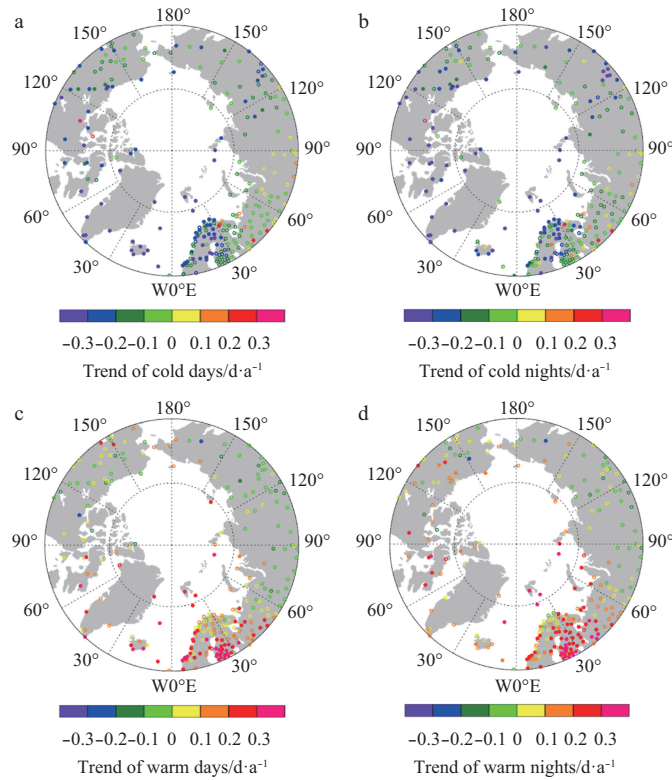 a b
180° 180°
150° 150° 150° 150°
120° 120° 120° 120°
90° 90° 90° 90°
60° 60° 60° 60°
30° 30° 30° 30°
W0°E W0°E
−0.3−0.2−0.1 0 0.1 0.2 0.3 −0.3−0.2−0.1 0 0.1 0.2 0.3
Trend of cold days/d·a⁻¹ Trend of cold nights/d·a⁻¹
c d
180° 180°
150° 150° 150° 150°
120° 120° 120° 120°
90° 90° 90° 90°
60° 60° 60° 60°
30° 30° 30° 30°
W0°E W0°E
−0.3−0.2−0.1 0 0.1 0.2 0.3 −0.3−0.2−0.1 0 0.1 0.2 0.3
Trend of warm days/d·a⁻¹ Trend of warm nights/d·a⁻¹